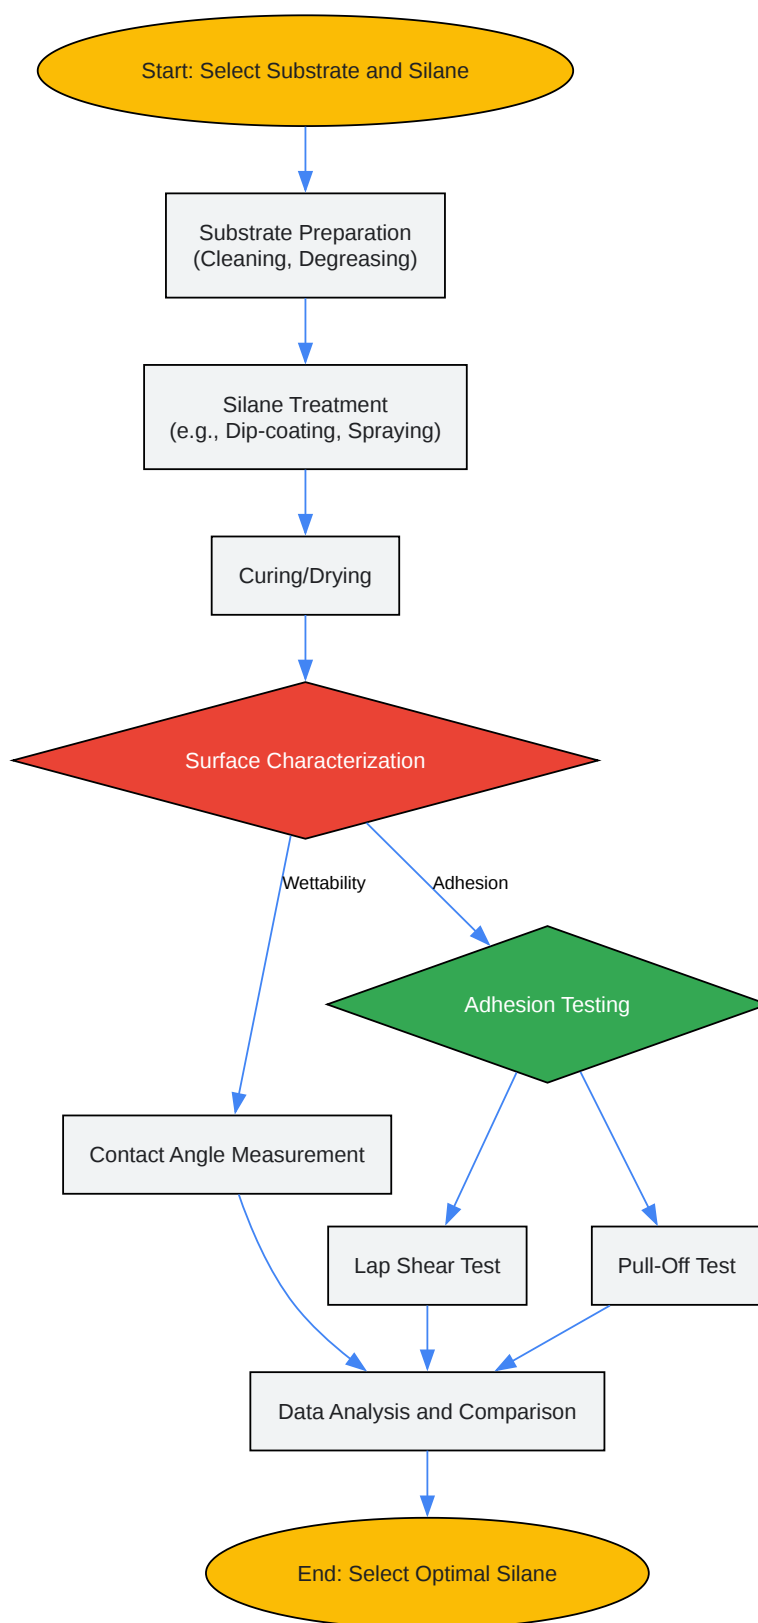 Start: Select Substrate and Silane
Substrate Preparation
(Cleaning, Degreasing)
Silane Treatment
(e.g., Dip-coating, Spraying)
Curing/Drying
Surface Characterization
Wettability
Adhesion
Adhesion Testing
Contact Angle Measurement
Lap Shear Test
Pull-Off Test
Data Analysis and Comparison
End: Select Optimal Silane